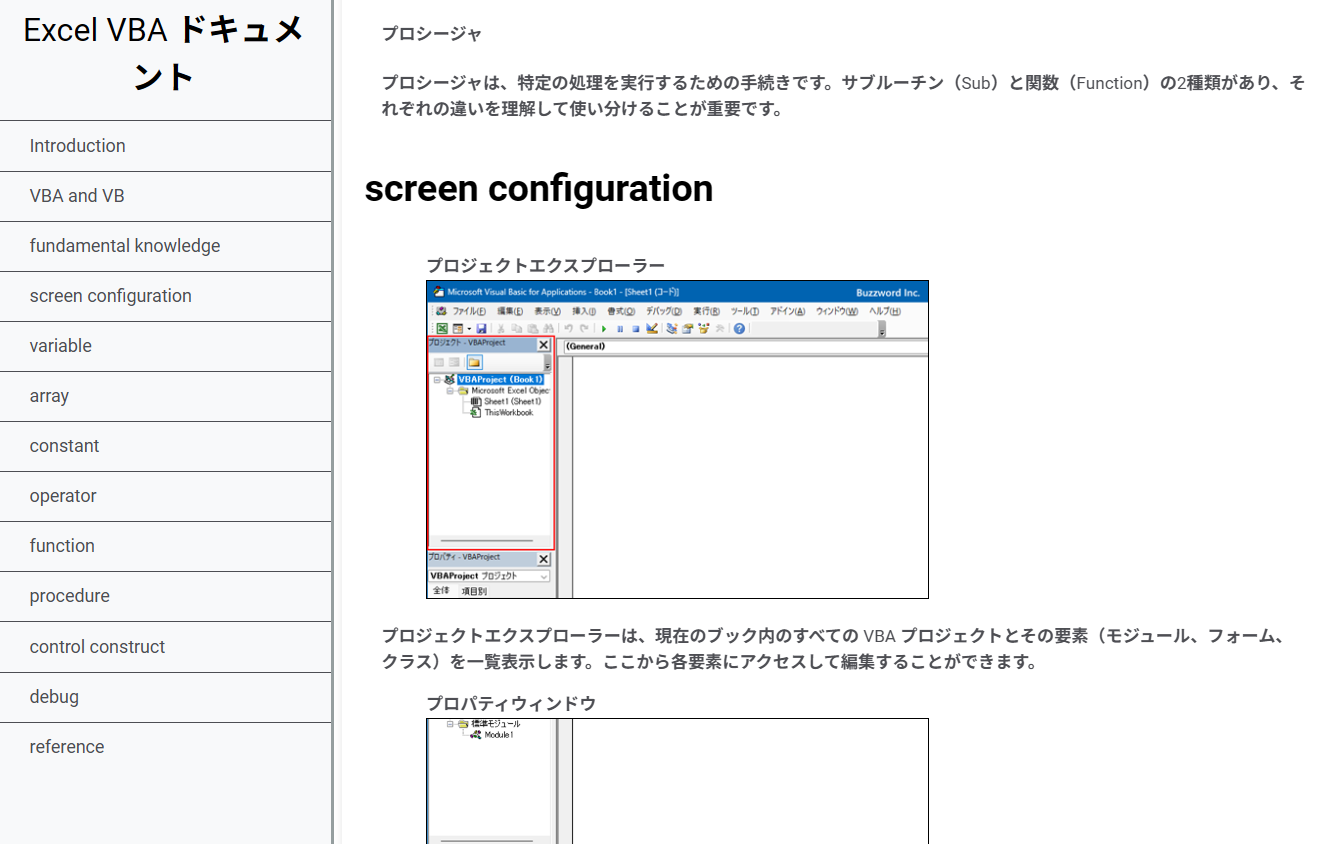 Excel VBA ドキュメ
ント
Introduction
VBA and VB
fundamental knowledge
screen configuration
variable
array
constant
operator
function
procedure
control construct
debug
reference
プロシージャ
プロシージャは、特定の処理を実行するための手続きです。サブルーチン（Sub）と関数（Function）の2種類があり、そ
れぞれの違いを理解して使い分けることが重要です。
screen configuration
プロジェクトエクスプローラー
Microsoft Visual Basic for Applications - Book1 - [Sheet1 (コード)]
Buzzword Inc.
ファイル(F) 編集(E) 表示(V) 挿入(I) 書式(O) デバッグ(D) 実行(R) ツール(T) アドイン(A) ウィンドウ(W) ヘルプ(H)
プロジェクト - VBAProject
(General)
VBAProject (Book1)
Microsoft Excel Objec
Sheet1 (Sheet1)
ThisWorkbook
プロパティ - VBAProject
VBAProject プロジェクト
全体 項目別
プロジェクトエクスプローラーは、現在のブック内のすべての VBA プロジェクトとその要素（モジュール、フォーム、
クラス）を一覧表示します。ここから各要素にアクセスして編集することができます。
プロパティウィンドウ
標準モジュール
Module1